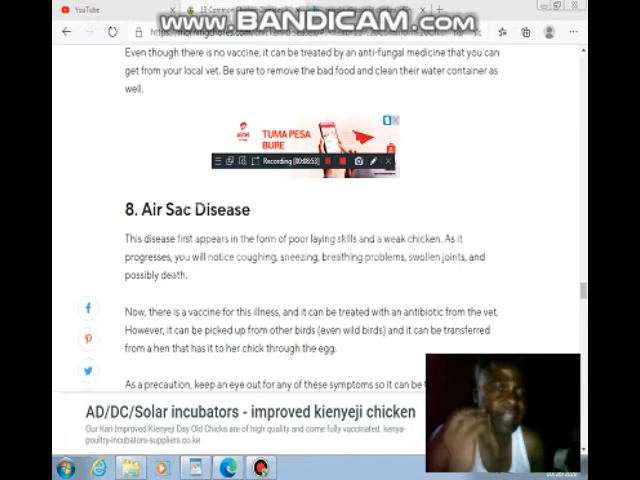 www.BANDICAM.com
YouTube
Even though there is no vaccine, it can be treated by an anti-fungal medicine that you can
get from your local vet. Be sure to remove the bad food and clean their water container as
well.
TUMA PESA
BURE
Recording [00:06:53]
8. Air Sac Disease
This disease first appears in the form of poor laying skills and a weak chicken. As it
progresses, you will notice coughing, sneezing, breathing problems, swollen joints, and
possibly death.
Now, there is a vaccine for this illness, and it can be treated with an antibiotic from the vet.
However, it can be picked up from other birds (even wild birds) and it can be transferred
from a hen that has it to her chick through the egg.
As a precaution, keep an eye out for any of these symptoms so it can be
AD/DC/Solar incubators - improved kienyeji chicken
Our Kari Improved Kienyeji Day Old Chicks are of high quality and come fully vaccinated. kenya-
poultry-incubators-suppliers.co.ke